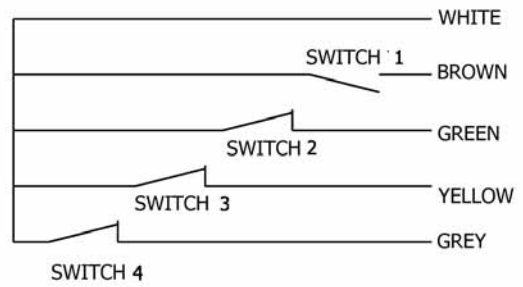 WHITE
SWITCH 1
BROWN
SWITCH 2
GREEN
SWITCH 3
YELLOW
GREY
SWITCH 4